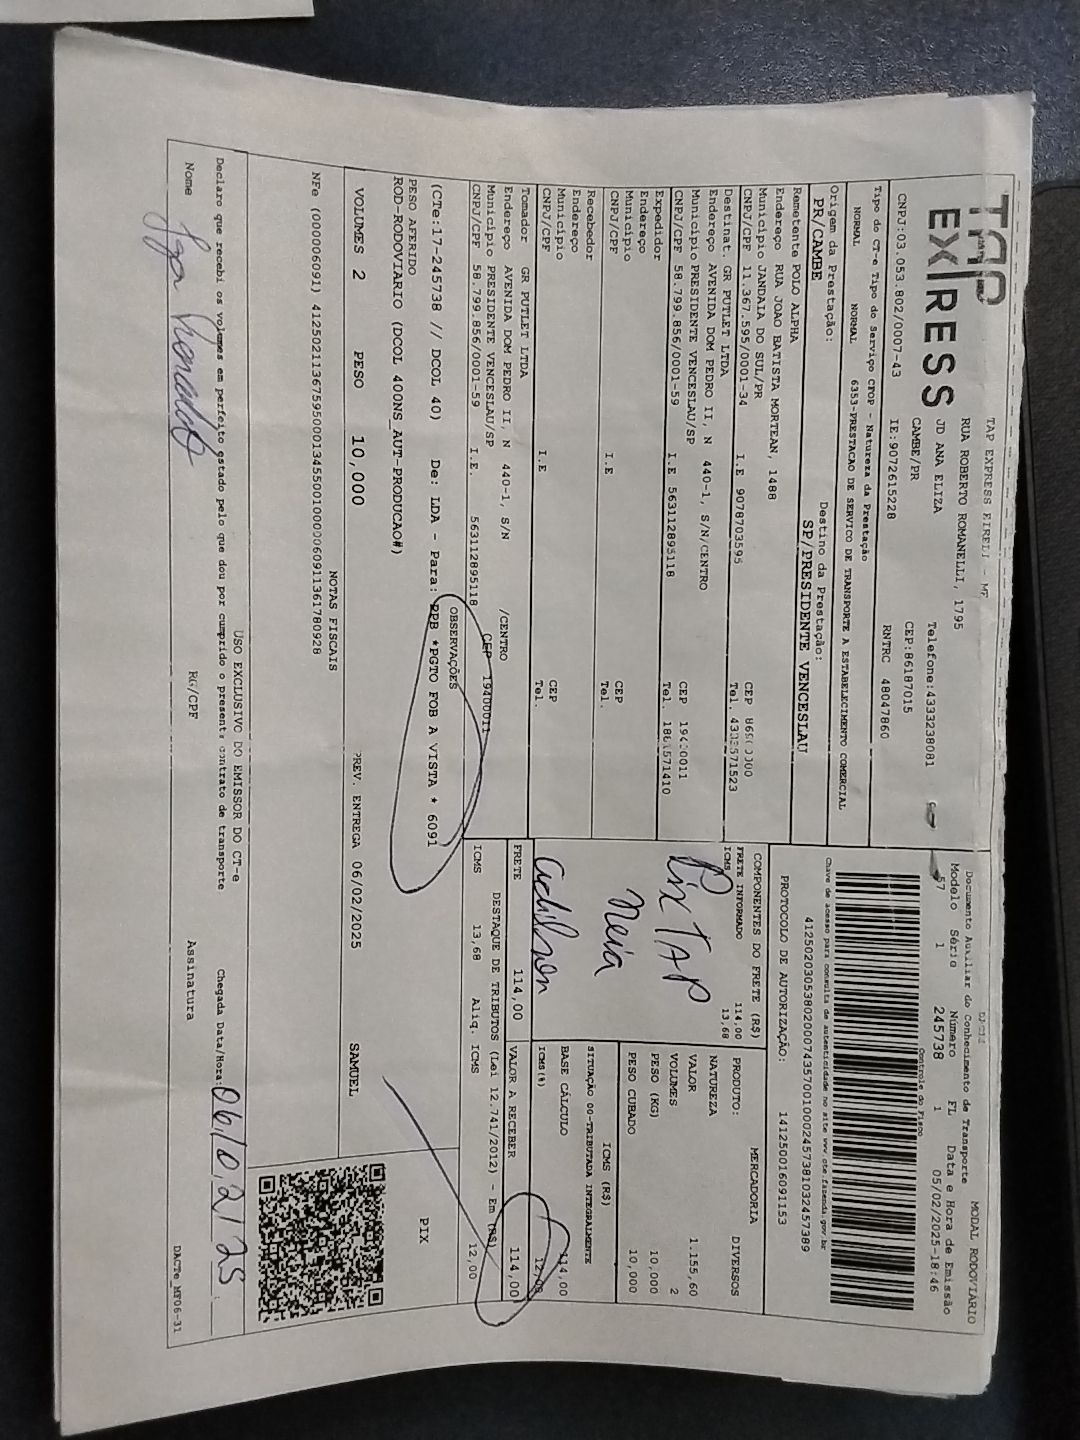 TAP
EXPRESS
TAP EXPRESS EIRELI - ME
RUA ROBERTO ROMANELLI, 1795
JD ANA ELIZA
CAMBE/PR
Telefone:4333238081
CEP:86187015
CNPJ:03.053.802/0007-43
IE:9072615228
RNTRC 48047860
Tipo do CT-e Tipo do Serviço CFOP - Natureza da Prestação
NORMAL NORMAL 6353-PRESTACAO DE SERVICO DE TRANSPORTE A ESTABELECIMENTO COMERCIAL
Origem da Prestação: Destino da Prestação:
PR/CAMBE SP/PRESIDENTE VENCESLAU
Remetente POLO ALPHA
Endereço RUA JOAO BATISTA MORTEAN, 1488
Município JANDAIA DO SUL/PR CEP
CNPJ/CPF 11.367.595/0001-34 I.E 9078703595 Tel.
Destinat. GR PUTLET LTDA
Endereço AVENIDA DOM PEDRO II, N 440-1, S/N/CENTRO
Município PRESIDENTE VENCESLAU/SP CEP
CNPJ/CPF 58.799.856/0001-59 I.E 563112895118 Tel.
Expedidor
Endereço
Município CEP
CNPJ/CPF I.E Tel.
Recebedor
Endereço
Município CEP
CNPJ/CPF I.E Tel.
Tomador GR PUTLET LTDA
Endereço AVENIDA DOM PEDRO II, N 440-1, S/N /CENTRO
Município PRESIDENTE VENCESLAU/SP CEP 19400011
CNPJ/CPF 58.799.856/0001-59 I.E. 563112895118
OBSERVAÇÕES
(CTe:17-245738 // DCOL 40) De: LDA - Para: PPB *PGTO FOB A VISTA * 6091
PESO AFERIDO
ROD-RODOVIARIO (DCOL 400NS_AUT-PRODUCAO#)
VOLUMES 2 PESO 10,000 PREV. ENTREGA 06/02/2025 SAMUEL
NOTAS FISCAIS
NFe (000006091) 41250211367595000134550010000060911361780928
DACTE
Documento Auxiliar do Conhecimento de Transporte MODAL RODOVIÁRIO
Modelo Série Número FL Data e Hora de Emissão
57 1 245738 1 05/02/2025-18:46
Controle do Fisco
Chave de acesso para consulta de autenticidade no site www.cte.fazenda.gov.br
41250203053802000743570010002457381032457389
PROTOCOLO DE AUTORIZAÇÃO: 141250016091153
COMPONENTES DO FRETE (R$)
FRETE INFORMADO 114,00
ICMS 13,68
Pix TAP
Neia
Adilson
PRODUTO: MERCADORIA
NATUREZA DIVERSOS
VALOR 1.155,60
VOLUMES 2
PESO (KG) 10,000
PESO CUBADO 10,000
ICMS (R$)
SITUAÇÃO 00-TRIBUTADA INTEGRALMENTE
BASE CÁLCULO 114,00
ICMS(%) 12,00
FRETE 114,00 VALOR A RECEBER 114,00
DESTAQUE DE TRIBUTOS (Lei 12.741/2012) - Em (R$)
ICMS 13,68 Alíq. ICMS 12,00
PIX
USO EXCLUSIVO DO EMISSOR DO CT-e
Declaro que recebi os volumes em perfeito estado pelo que dou por cumprido o presente contrato de transporte Chegada Data/Hora: 06/02/25
Nome RG/CPF Assinatura
DACTe_MF06-31